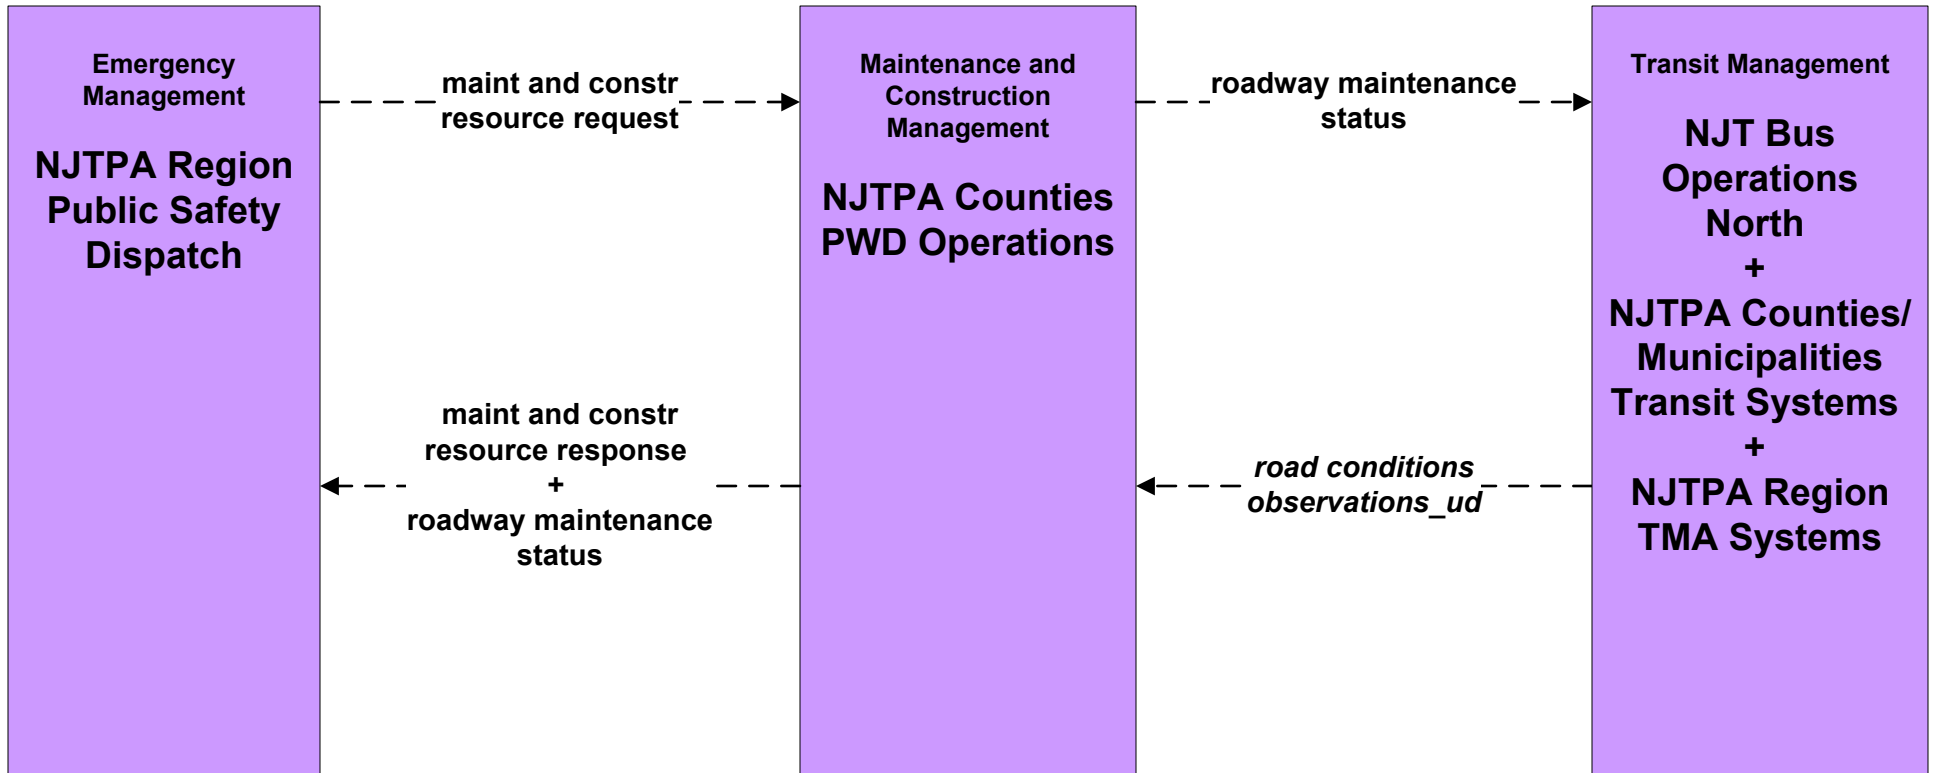 Emergency
Management
NJTPA Region
Public Safety
Dispatch
maint and constr
resource request
maint and constr
resource response
+
roadway maintenance
status
Maintenance and
Construction
Management
NJTPA Counties
PWD Operations
roadway maintenance
status
road conditions
observations_ud
Transit Management
NJT Bus
Operations
North
+
NJTPA Counties/
Municipalities
Transit Systems
+
NJTPA Region
TMA Systems